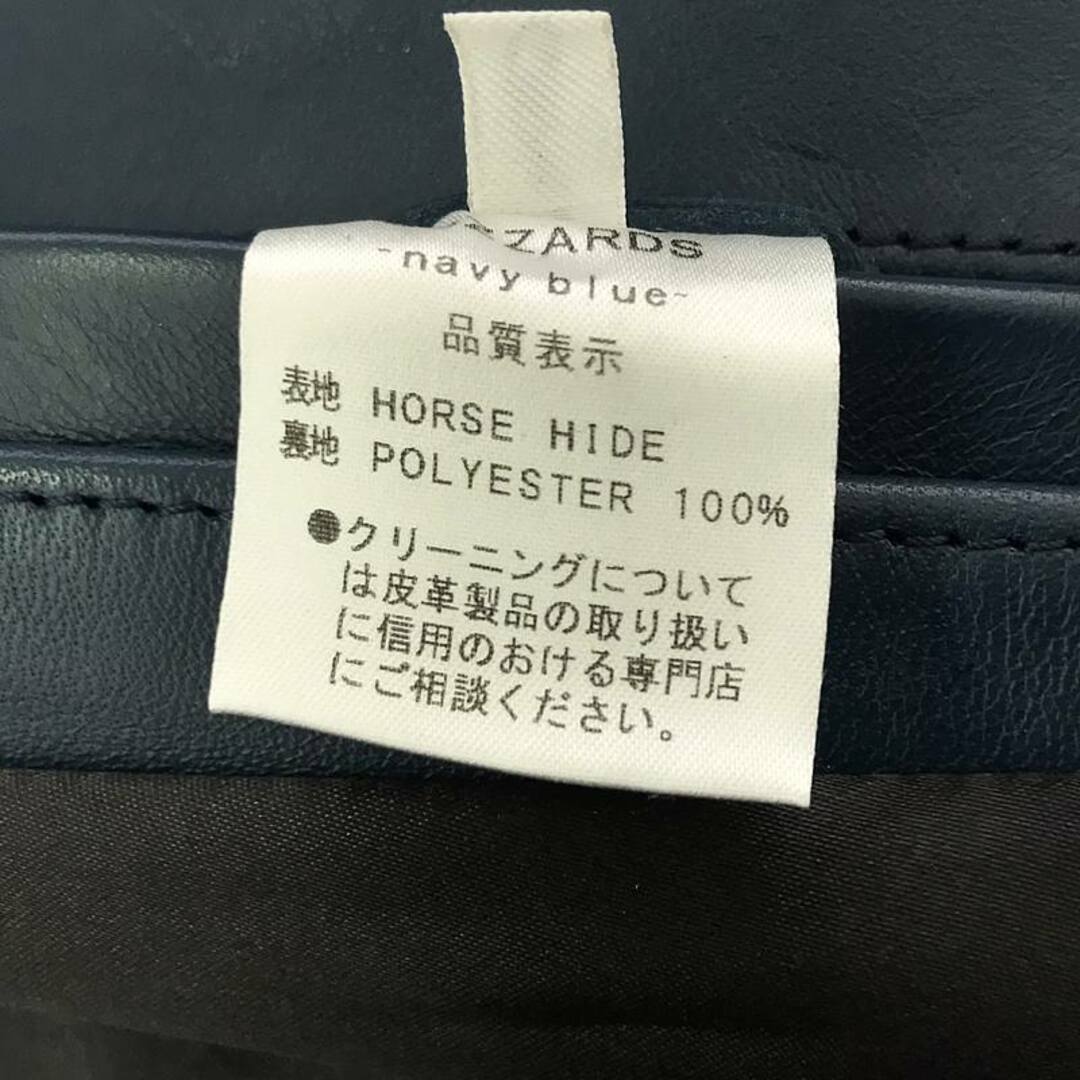 ~navy blue~
品質表示
表地 HORSE HIDE
裏地 POLYESTER 100%
●クリーニングについて
は皮革製品の取り扱い
に信用のおける専門店
にご相談ください。